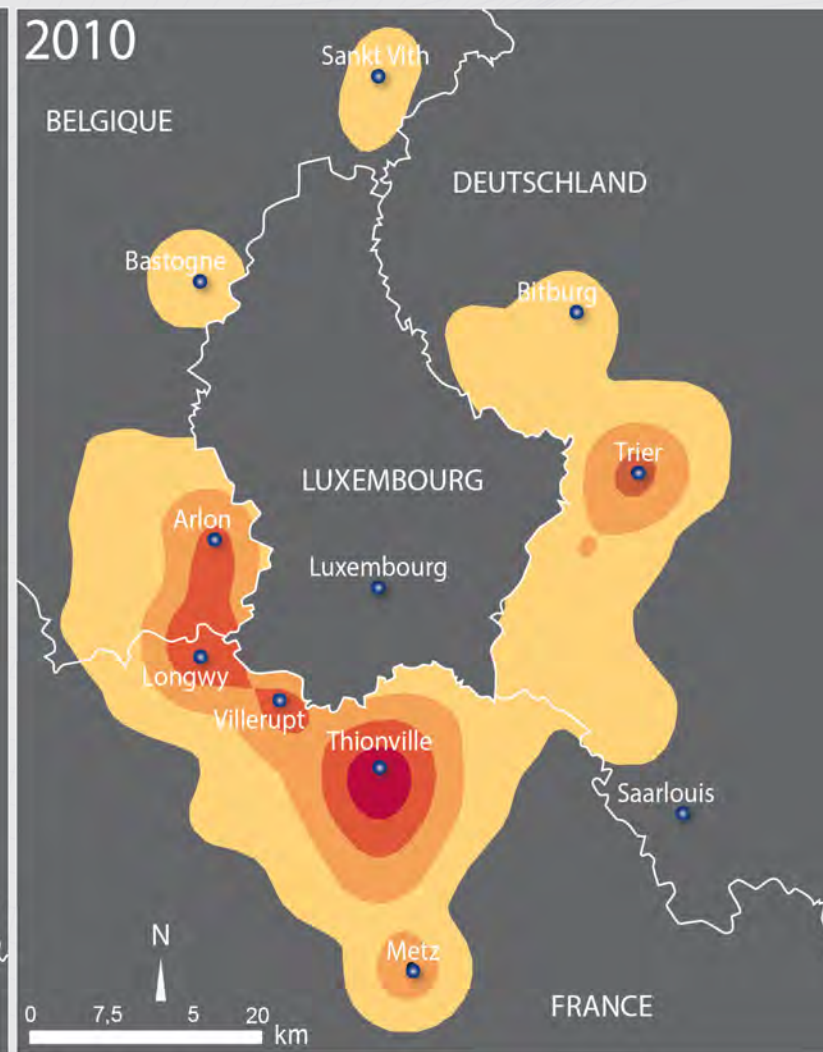 2010
Sankt Vith
BELGIQUE
DEUTSCHLAND
Bastogne
Bitburg
Trier
LUXEMBOURG
Arlon
Luxembourg
Longwy
Villerupt
Thionville
Saarlouis
N
Metz
FRANCE
0 7,5 5 20
km